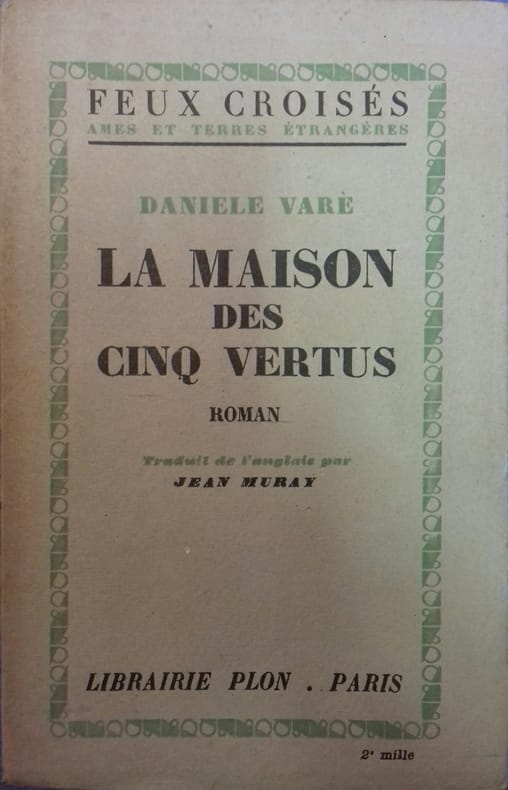 FEUX CROISÉS
AMES ET TERRES ÉTRANGÈRES
DANIELE VARÈ
LA MAISON
DES
CINQ VERTUS
ROMAN
Traduit de l'anglais par
JEAN MURAY
LIBRAIRIE PLON . PARIS
2e mille